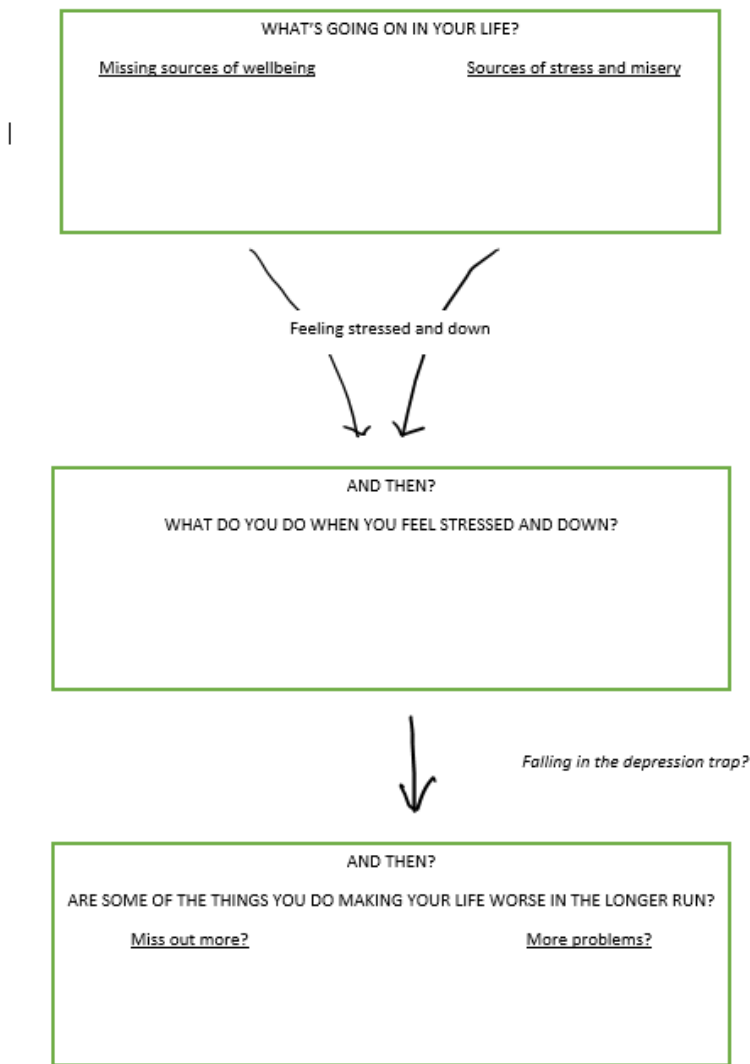 WHAT'S GOING ON IN YOUR LIFE?
Missing sources of wellbeing
Sources of stress and misery
Feeling stressed and down
AND THEN?
WHAT DO YOU DO WHEN YOU FEEL STRESSED AND DOWN?
Falling in the depression trap?
AND THEN?
ARE SOME OF THE THINGS YOU DO MAKING YOUR LIFE WORSE IN THE LONGER RUN?
Miss out more?
More problems?